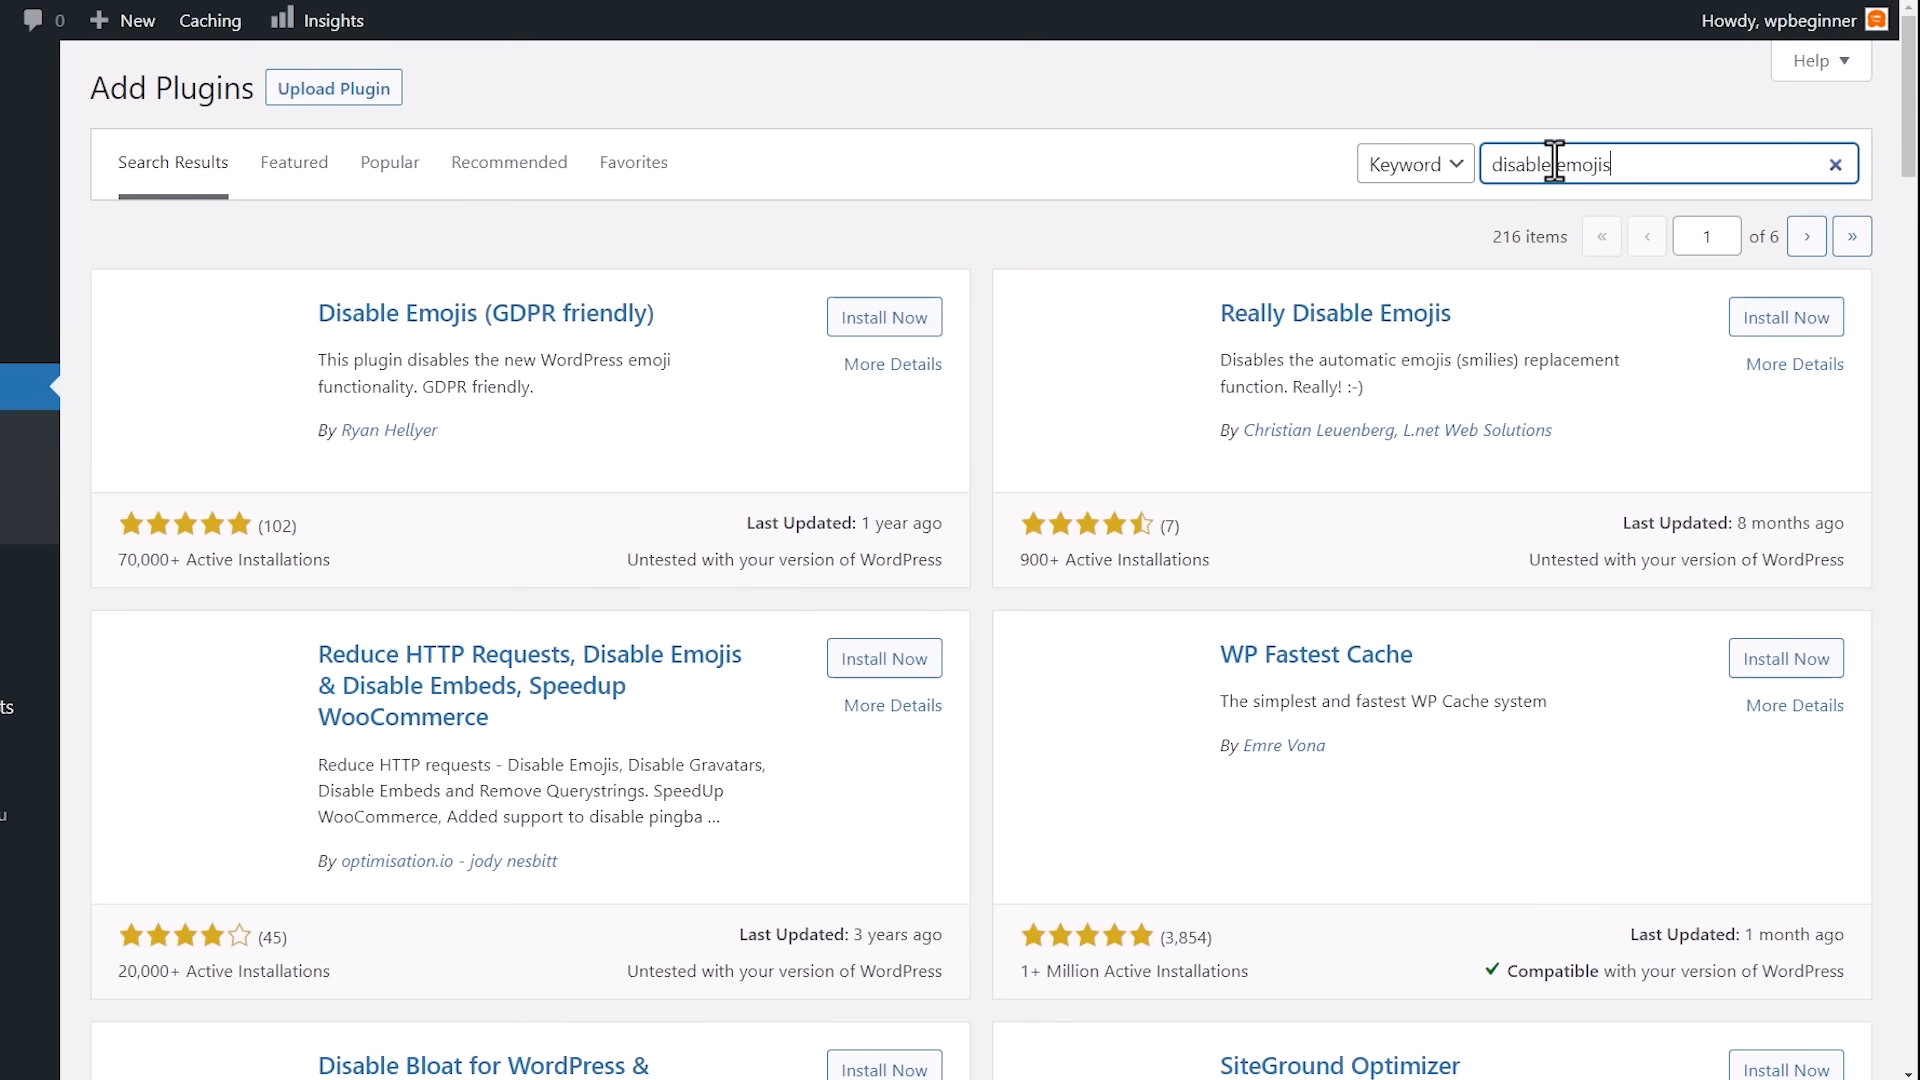 0
New
Caching
Insights
Howdy, wpbeginner
Help
Add Plugins
Upload Plugin
Search Results
Featured
Popular
Recommended
Favorites
Keyword
disable emojis
216 items
«
‹
1
of 6
›
»
Disable Emojis (GDPR friendly)
Install Now
This plugin disables the new WordPress emoji
functionality. GDPR friendly.
More Details
By Ryan Hellyer
(102)
Last Updated: 1 year ago
70,000+ Active Installations
Untested with your version of WordPress
Really Disable Emojis
Install Now
Disables the automatic emojis (smilies) replacement
function. Really! :-)
More Details
By Christian Leuenberg, L.net Web Solutions
(7)
Last Updated: 8 months ago
900+ Active Installations
Untested with your version of WordPress
Reduce HTTP Requests, Disable Emojis
& Disable Embeds, Speedup
WooCommerce
Install Now
More Details
Reduce HTTP requests - Disable Emojis, Disable Gravatars,
Disable Embeds and Remove Querystrings. SpeedUp
WooCommerce, Added support to disable pingba ...
By optimisation.io - jody nesbitt
(45)
Last Updated: 3 years ago
20,000+ Active Installations
Untested with your version of WordPress
WP Fastest Cache
Install Now
The simplest and fastest WP Cache system
More Details
By Emre Vona
(3,854)
Last Updated: 1 month ago
1+ Million Active Installations
Compatible with your version of WordPress
ts
u
Disable Bloat for WordPress &
Install Now
SiteGround Optimizer
Install Now